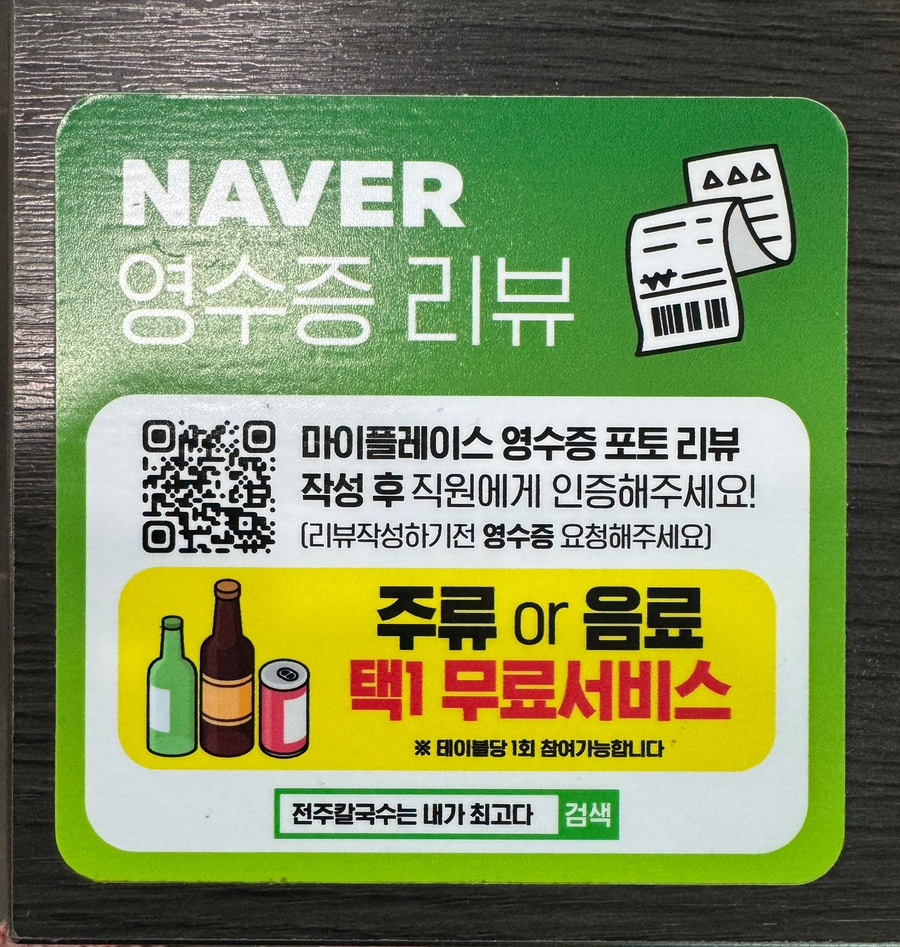 NAVER
영수증 리뷰
마이플레이스 영수증 포토 리뷰
작성 후 직원에게 인증해주세요!
(리뷰작성하기전 영수증 요청해주세요)
주류 or 음료
택1 무료서비스
※ 테이블당 1회 참여가능합니다
전주칼국수는 내가 최고다 검색